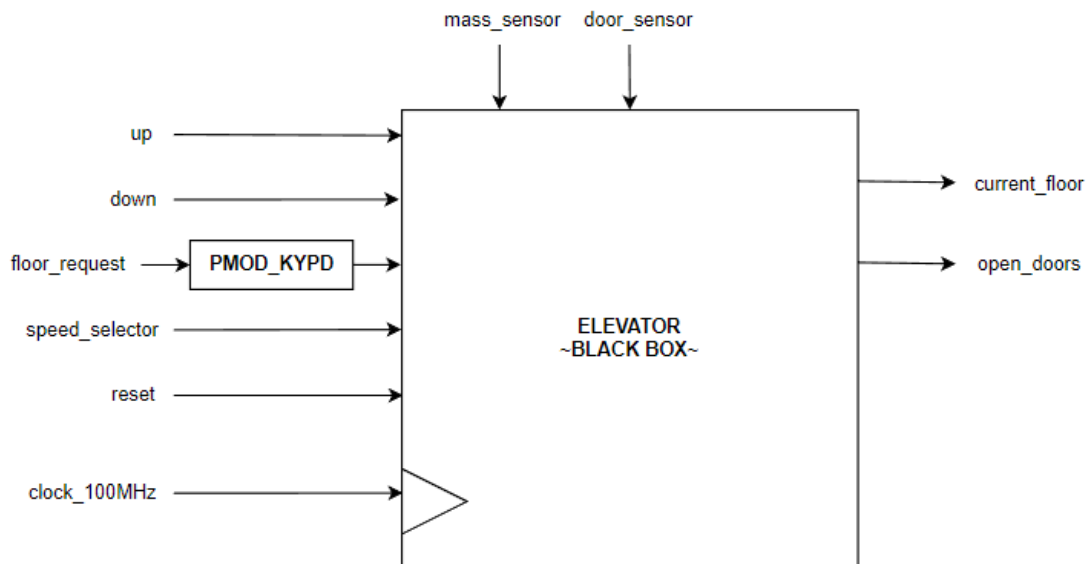 mass_sensor
door_sensor
up
down
floor_request
PMOD_KYPD
speed_selector
reset
clock_100MHz
ELEVATOR
~BLACK BOX~
current_floor
open_doors